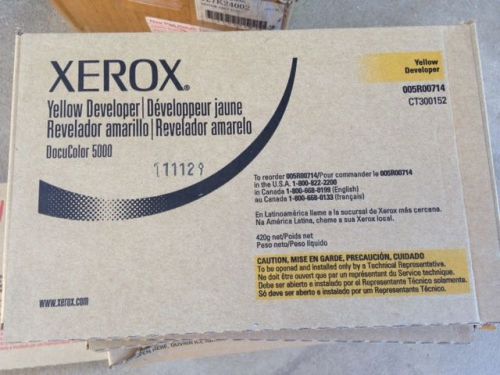 XEROX®
Yellow Developer | Développeur jaune
Revelador amarillo | Revelador amarelo
DocuColor 5000
111129
Yellow
Developer
005R00714
CT300152
To reorder 005R00714/Pour commander le 005R00714
in the U.S.A. 1-800-822-2200
in Canada 1-800-668-0199 (English)
au Canada 1-800-668-0133 (français)
En Latinoamérica llame a la sucursal de Xerox más cercana.
Na América Latina, chame a sua Xerox local.
420g net/Poids net
Peso neto/Peso líquido
CAUTION, MISE EN GARDE, PRECAUCIÓN, CUIDADO
To be opened and installed only by a Technical Representative.
Ne doit être ouvert que par un représentant du Service technique.
Debe ser abierto e instalado por el Representante Técnico solamente.
Só deve ser aberto e instalado por um Representante Técnico.
www.xerox.com